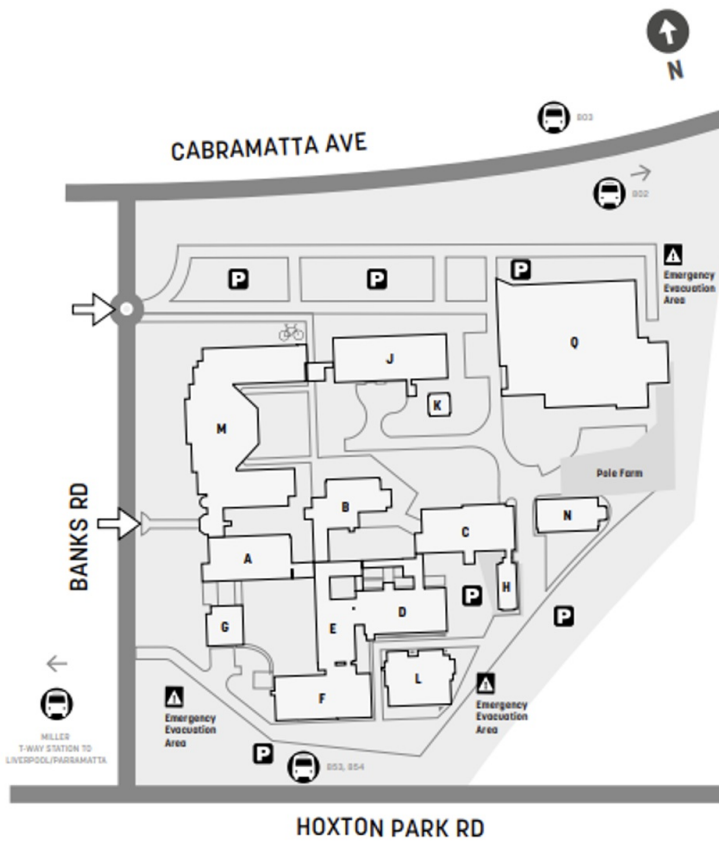 N
803
CABRAMATTA AVE
902
P
P
P
Emergency
Evacuation
Area
J
Q
K
M
Pole Farm
BANKS RD
B
N
C
A
H
P
D
P
G
E
L
F
Emergency
Evacuation
Area
Emergency
Evacuation
Area
MILLER
T-WAY STATION TO
LIVERPOOL/PARRAMATTA
P
853, 854
HOXTON PARK RD